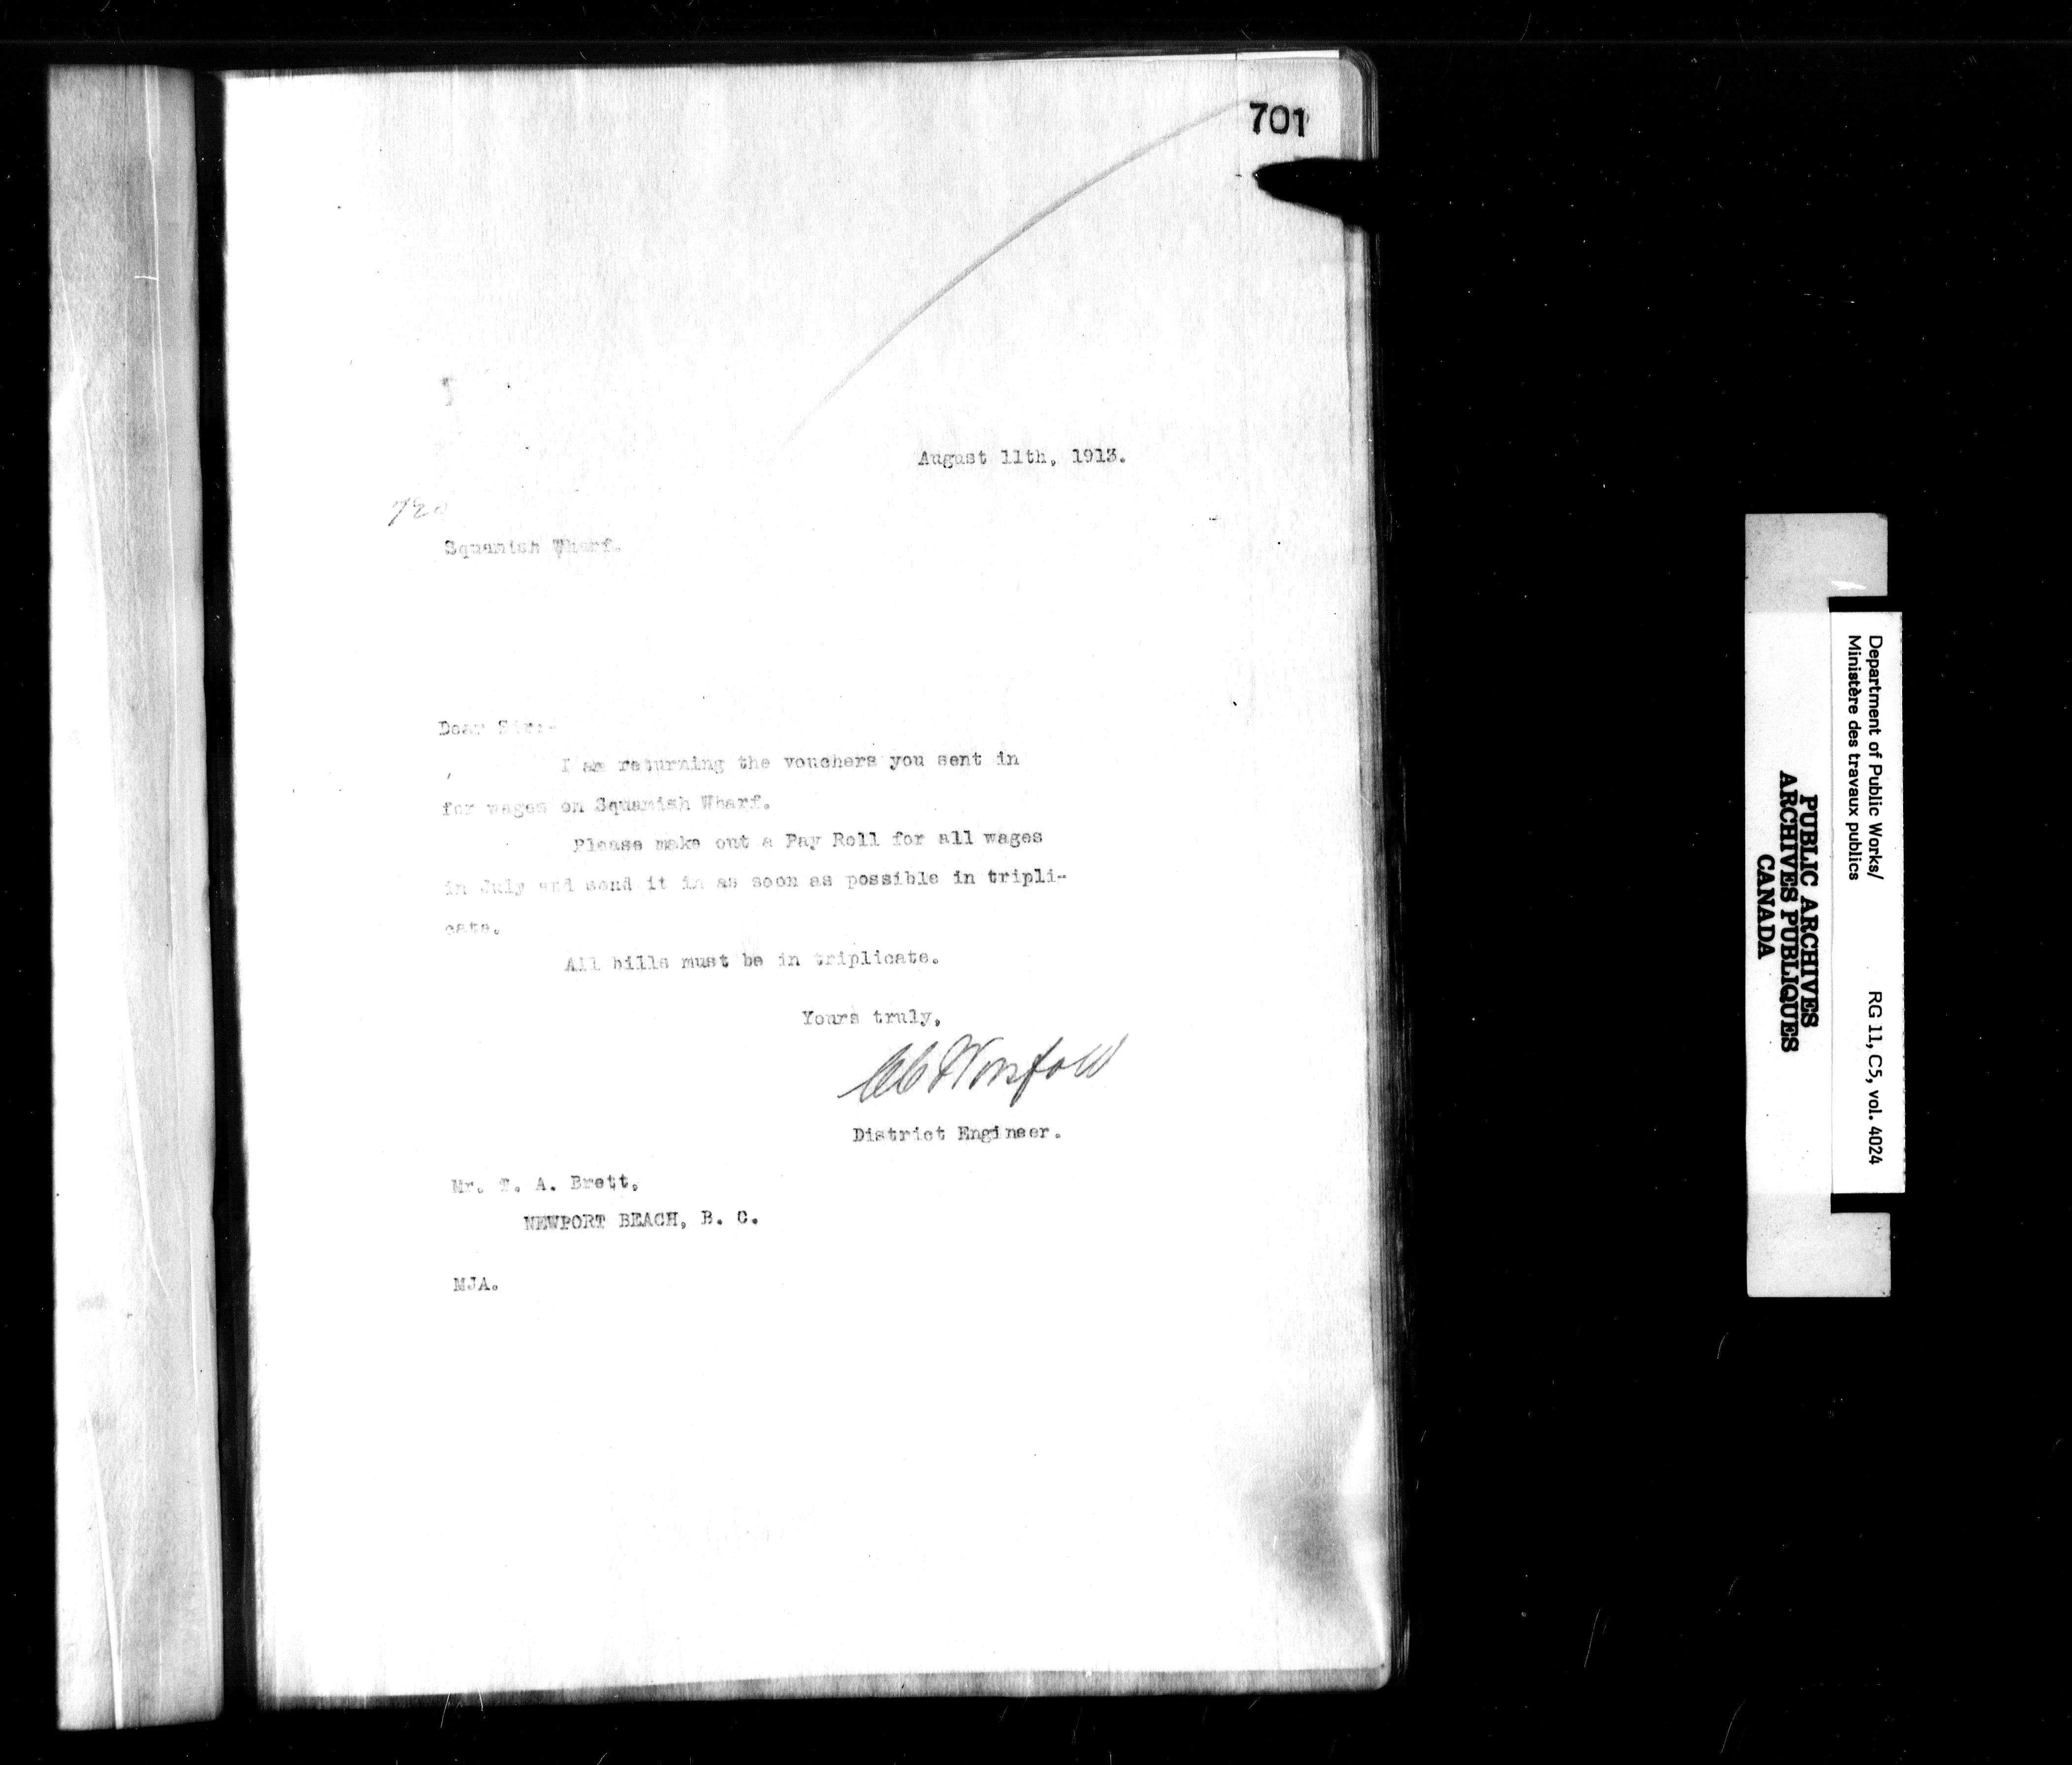 701
August 11th, 1913.
Squamish Wharf.
Dear Sir:-
I am returning the vouchers you sent in
for wages on Squamish Wharf.
Please make out a Pay Roll for all wages
in July and send it in as soon as possible in tripli-
cate.
All bills must be in triplicate.
Yours truly,
Worsfold
District Engineer.
Mr. T. A. Brett,
NEWPORT BEACH, B. C.
MJA.
Department of Public Works/
Ministère des travaux publics
RG 11, C5, vol. 4024
PUBLIC ARCHIVES
ARCHIVES PUBLIQUES
CANADA